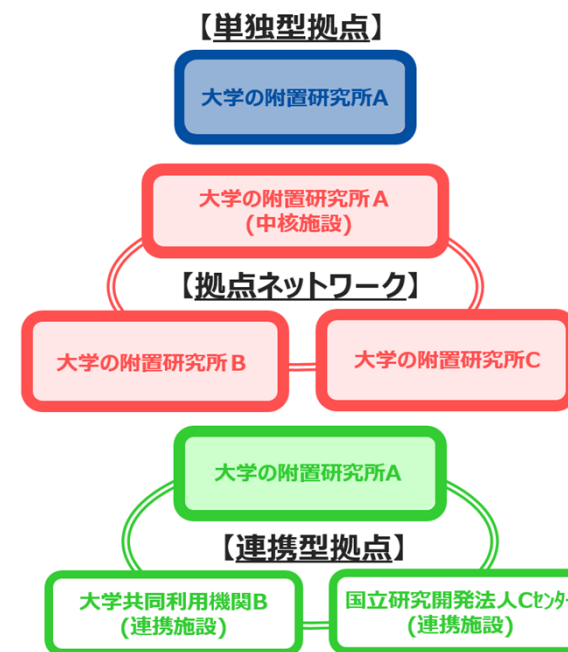 【単独型拠点】
大学の附置研究所A
大学の附置研究所A
(中核施設)
【拠点ネットワーク】
大学の附置研究所B
大学の附置研究所C
大学の附置研究所A
【連携型拠点】
大学共同利用機関B
(連携施設)
国立研究開発法人Cｾﾝﾀｰ
(連携施設)